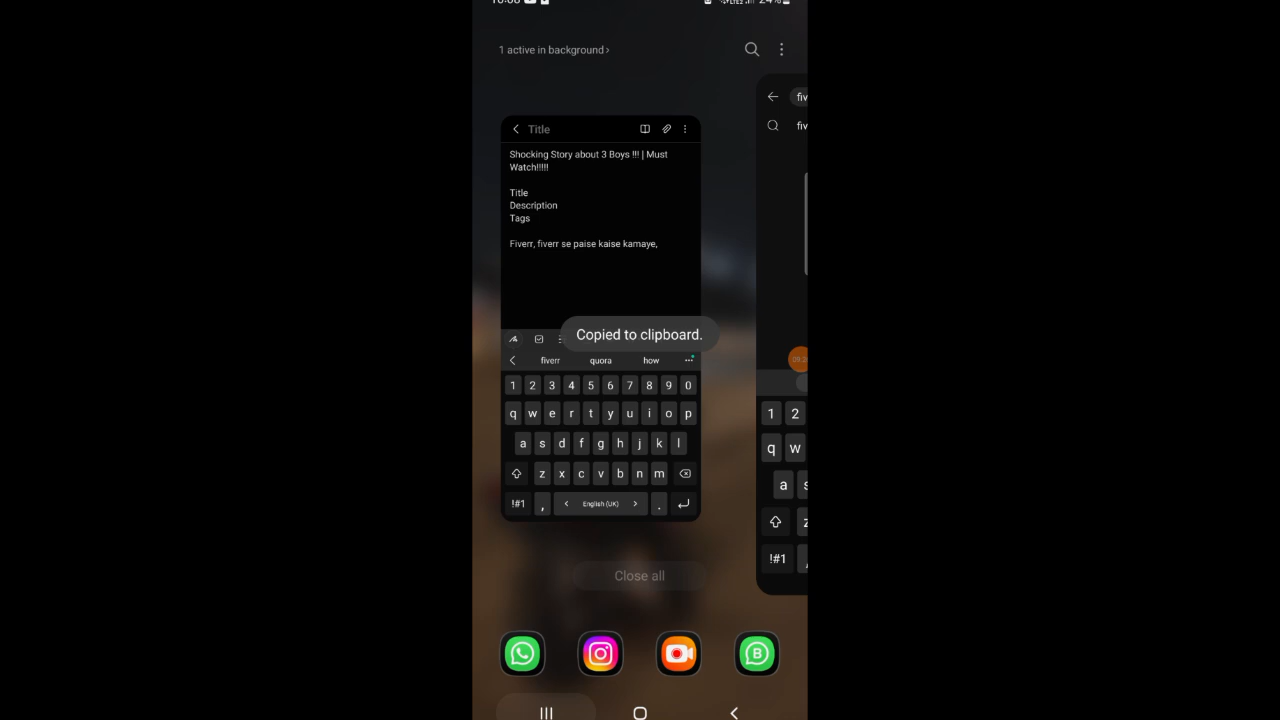 1 active in background >
Title
Shocking Story about 3 Boys !!! | Must
Watch!!!!!
Title
Description
Tags
Fiverr, fiverr se paise kaise kamaye,
Copied to clipboard.
fiverr quora how
1 2 3 4 5 6 7 8 9 0
q w e r t y u i o p
a s d f g h j k l
z x c v b n m
!#1 , < English (UK) > .
fiv
fiv
1 2
q w
a
!#1
Close all
B